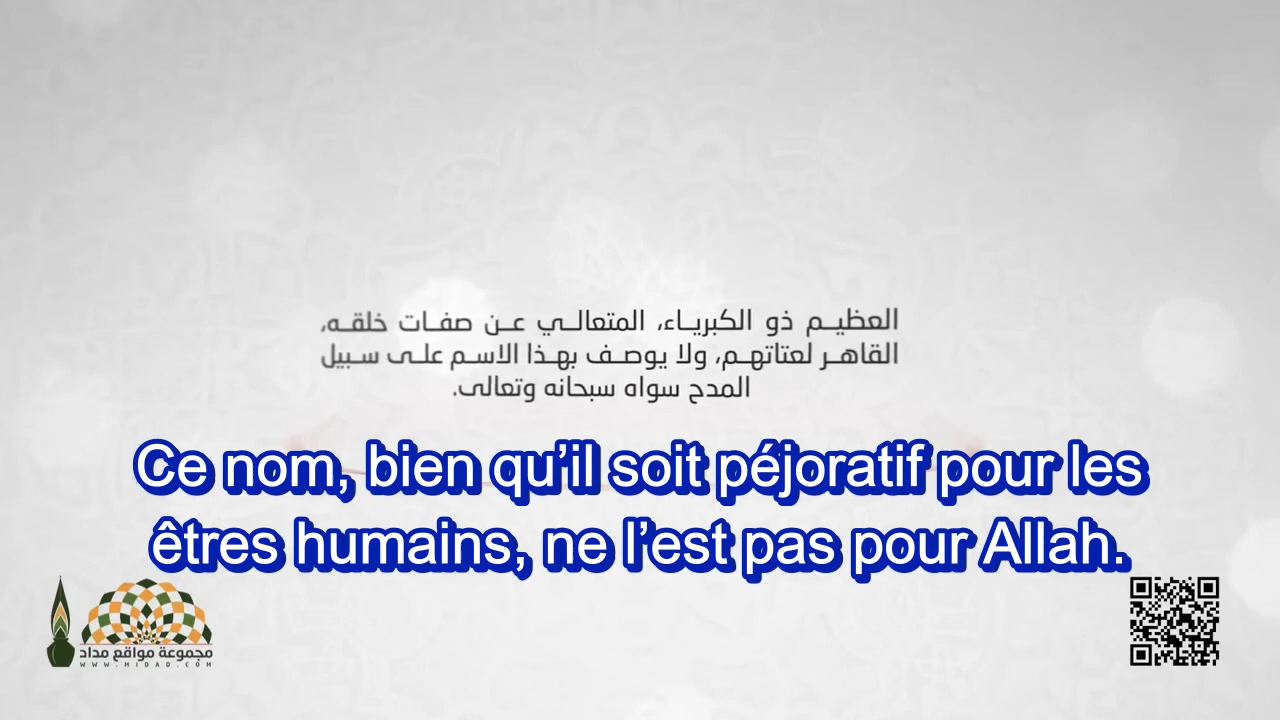 العظيم ذو الكبرياء، المتعالي عن صفات خلقه،
القاهر لعتاتهم، ولا يوصف بهذا الاسم على سبيل
المدح سواه سبحانه وتعالى.
Ce nom, bien qu’il soit péjoratif pour les
êtres humains, ne l’est pas pour Allah.
مجموعة مواقع مداد
WWW.MIDAD.COM